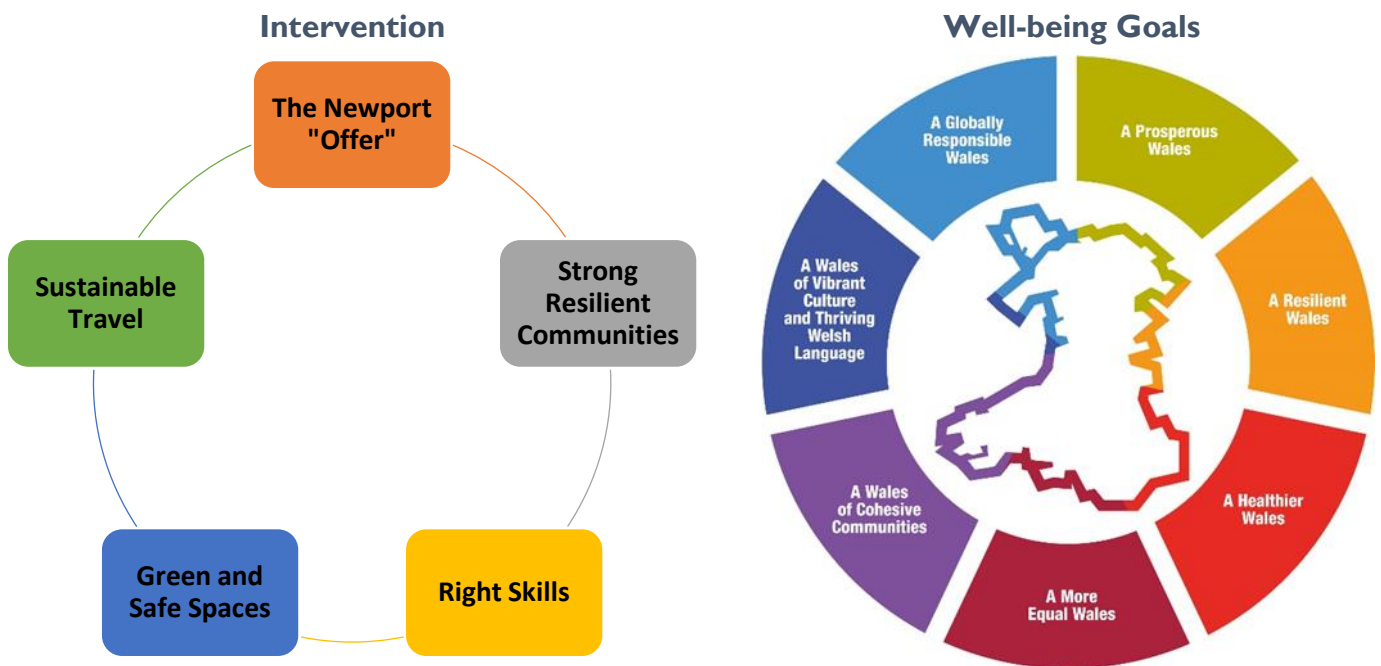 Intervention
The Newport
"Offer"
Strong
Resilient
Communities
Right Skills
Green and
Safe Spaces
Sustainable
Travel
Well-being Goals
A Prosperous
Wales
A Resilient
Wales
A Healthier
Wales
A More
Equal Wales
A Wales
of Cohesive
Communities
A Wales
of Vibrant
Culture
and Thriving
Welsh
Language
A Globally
Responsible
Wales